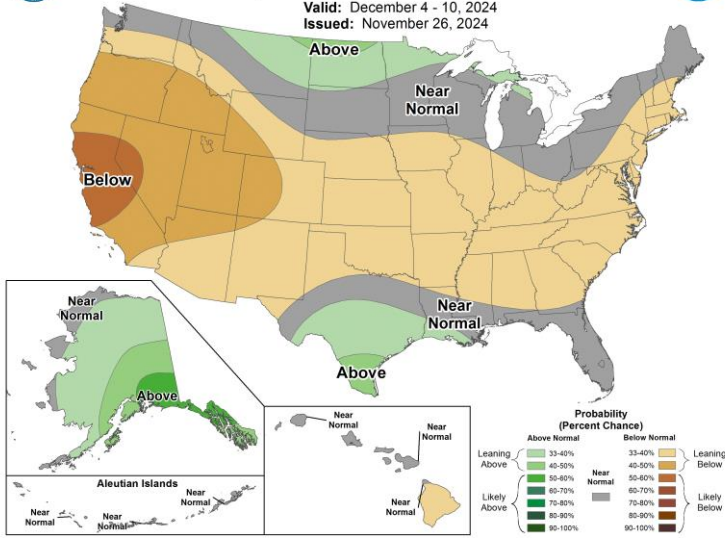 Valid: December 4 - 10, 2024
Issued: November 26, 2024
Above
Near
Normal
Below
Near
Normal
Above
Near
Normal
Above
Near
Normal
Near
Normal
Near
Normal
Aleutian Islands
Near
Normal
Near
Normal
Near
Normal
Probability
(Percent Chance)
Above Normal Below Normal
Leaning
Above
33-40%
40-50%
Likely
Above
50-60%
60-70%
70-80%
80-90%
90-100%
Near
Normal
33-40%
40-50%
Leaning
Below
50-60%
60-70%
70-80%
80-90%
90-100%
Likely
Below